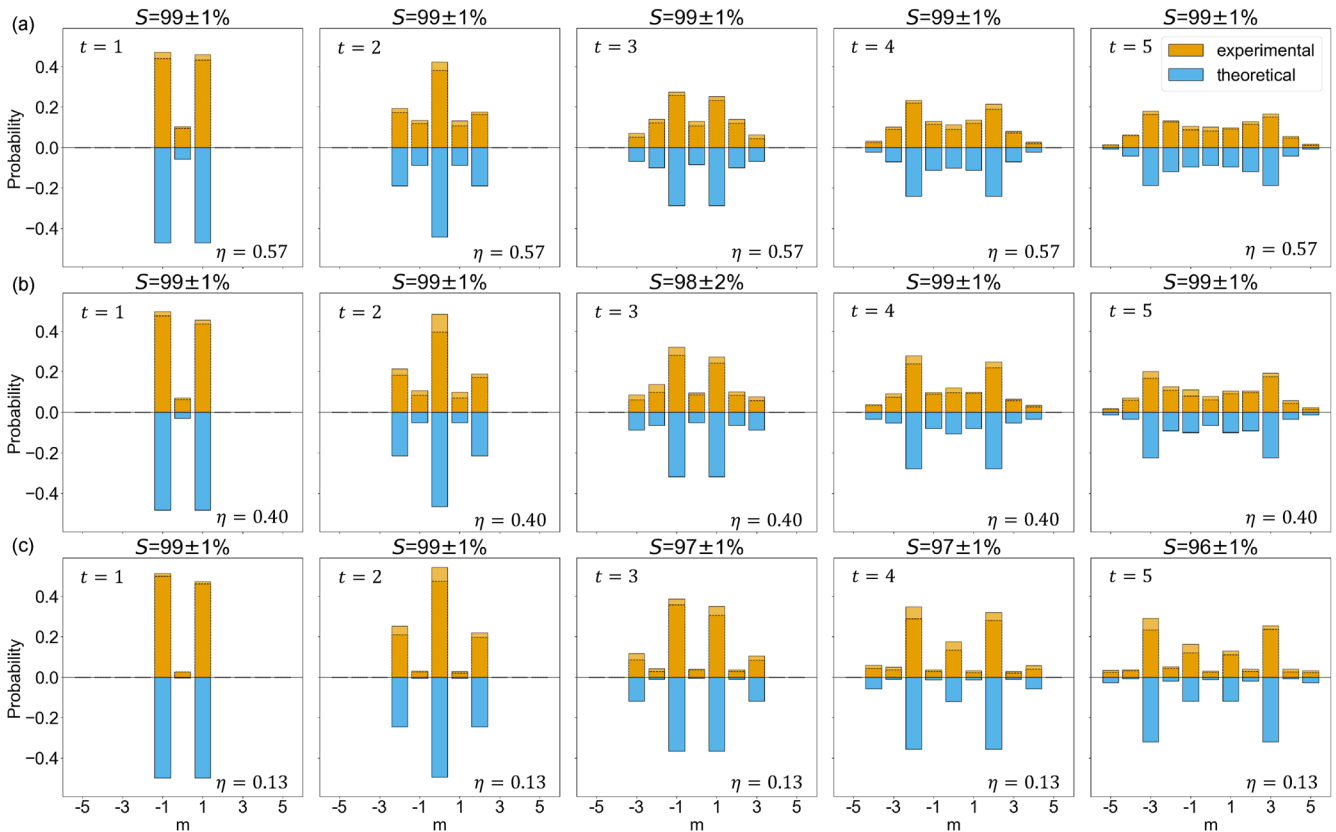 (a)
S=99±1%
S=99±1%
S=99±1%
S=99±1%
S=99±1%
t = 1
t = 2
t = 3
t = 4
t = 5
experimental
theoretical
Probability
0.4
0.2
0.0
−0.2
−0.4
η = 0.57
η = 0.57
η = 0.57
η = 0.57
η = 0.57
(b)
S=99±1%
S=99±1%
S=98±2%
S=99±1%
S=99±1%
t = 1
t = 2
t = 3
t = 4
t = 5
Probability
0.4
0.2
0.0
−0.2
−0.4
η = 0.40
η = 0.40
η = 0.40
η = 0.40
η = 0.40
(c)
S=99±1%
S=99±1%
S=97±1%
S=97±1%
S=96±1%
t = 1
t = 2
t = 3
t = 4
t = 5
Probability
0.4
0.2
0.0
−0.2
−0.4
η = 0.13
η = 0.13
η = 0.13
η = 0.13
η = 0.13
-5 -3 -1 1 3 5
-5 -3 -1 1 3 5
-5 -3 -1 1 3 5
-5 -3 -1 1 3 5
-5 -3 -1 1 3 5
m
m
m
m
m